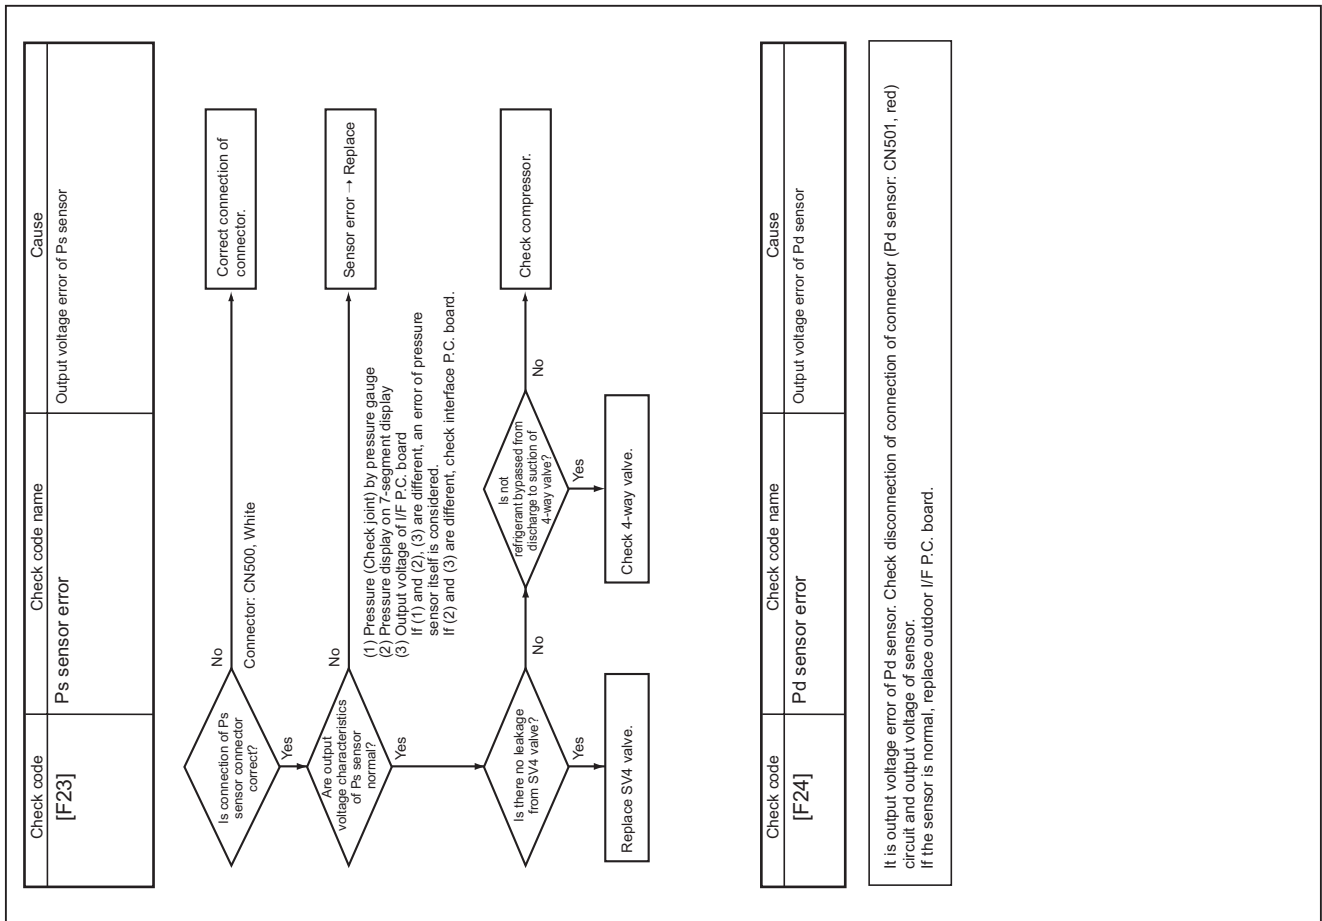 Check code
Check code name
Cause
[F23]
Ps sensor error
Output voltage error of Ps sensor
Is connection of Ps
sensor connector
correct?
No
Connector: CN500, White
Correct connection of
connector.
Yes
Are output
voltage characteristics
of Ps sensor
normal?
No
Sensor error → Replace
(1) Pressure (Check joint) by pressure gauge
(2) Pressure display on 7-segment display
(3) Output voltage of I/F P.C. board
If (1) and (2), (3) are different, an error of pressure
sensor itself is considered.
If (2) and (3) are different, check interface P.C. board.
Yes
Is there no leakage
from SV4 valve?
No
Is not
refrigerant bypassed from
discharge to suction of
4-way valve?
No
Check compressor.
Yes
Replace SV4 valve.
Yes
Check 4-way valve.
Check code
Check code name
Cause
[F24]
Pd sensor error
Output voltage error of Pd sensor
It is output voltage error of Pd sensor. Check disconnection of connection of connector (Pd sensor: CN501, red)
circuit and output voltage of sensor.
If the sensor is normal, replace outdoor I/F P.C. board.